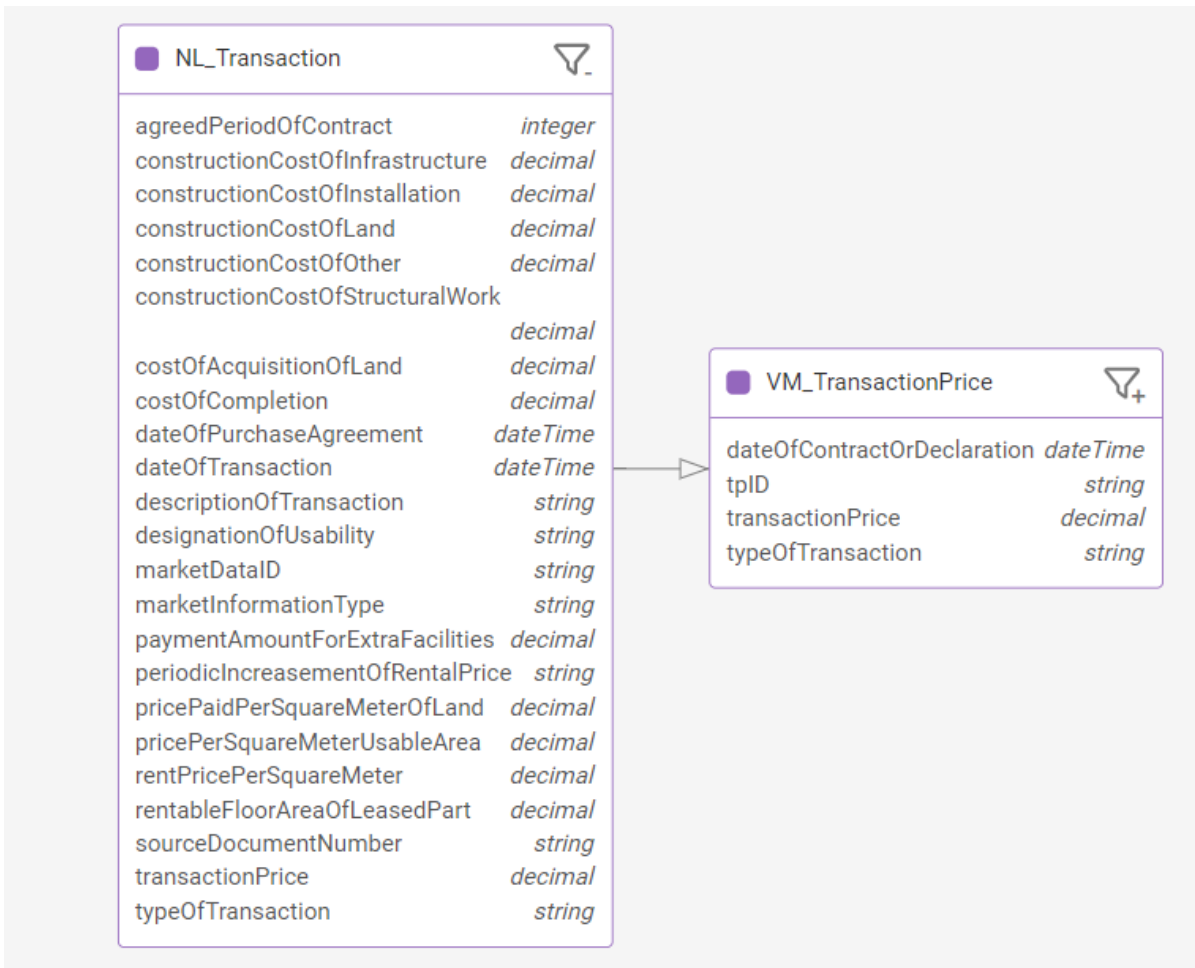 NL_Transaction
-
agreedPeriodOfContract integer
constructionCostOfInfrastructure decimal
constructionCostOfInstallation decimal
constructionCostOfLand decimal
constructionCostOfOther decimal
constructionCostOfStructuralWork
decimal
costOfAcquisitionOfLand decimal
costOfCompletion decimal
dateOfPurchaseAgreement dateTime
dateOfTransaction dateTime
descriptionOfTransaction string
designationOfUsability string
marketDataID string
marketInformationType string
paymentAmountForExtraFacilities decimal
periodicIncreasementOfRentalPrice string
pricePaidPerSquareMeterOfLand decimal
pricePerSquareMeterUsableArea decimal
rentPricePerSquareMeter decimal
rentableFloorAreaOfLeasedPart decimal
sourceDocumentNumber string
transactionPrice decimal
typeOfTransaction string
VM_TransactionPrice
+
dateOfContractOrDeclaration dateTime
tpID string
transactionPrice decimal
typeOfTransaction string